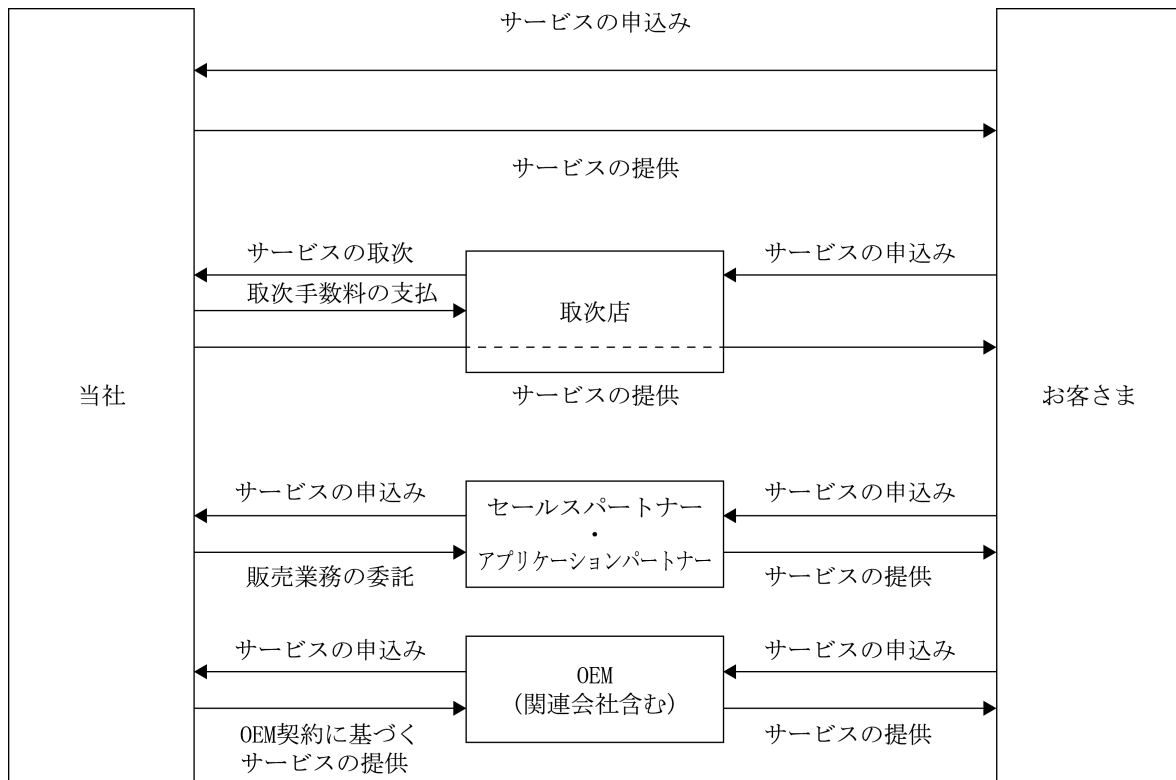 サービスの申込み
サービスの提供
サービスの取次
サービスの申込み
取次手数料の支払
取次店
サービスの提供
当社
お客さま
サービスの申込み
セールスパートナー
・
アプリケーションパートナー
サービスの申込み
販売業務の委託
サービスの提供
サービスの申込み
OEM
(関連会社含む)
サービスの申込み
OEM契約に基づく
サービスの提供
サービスの提供